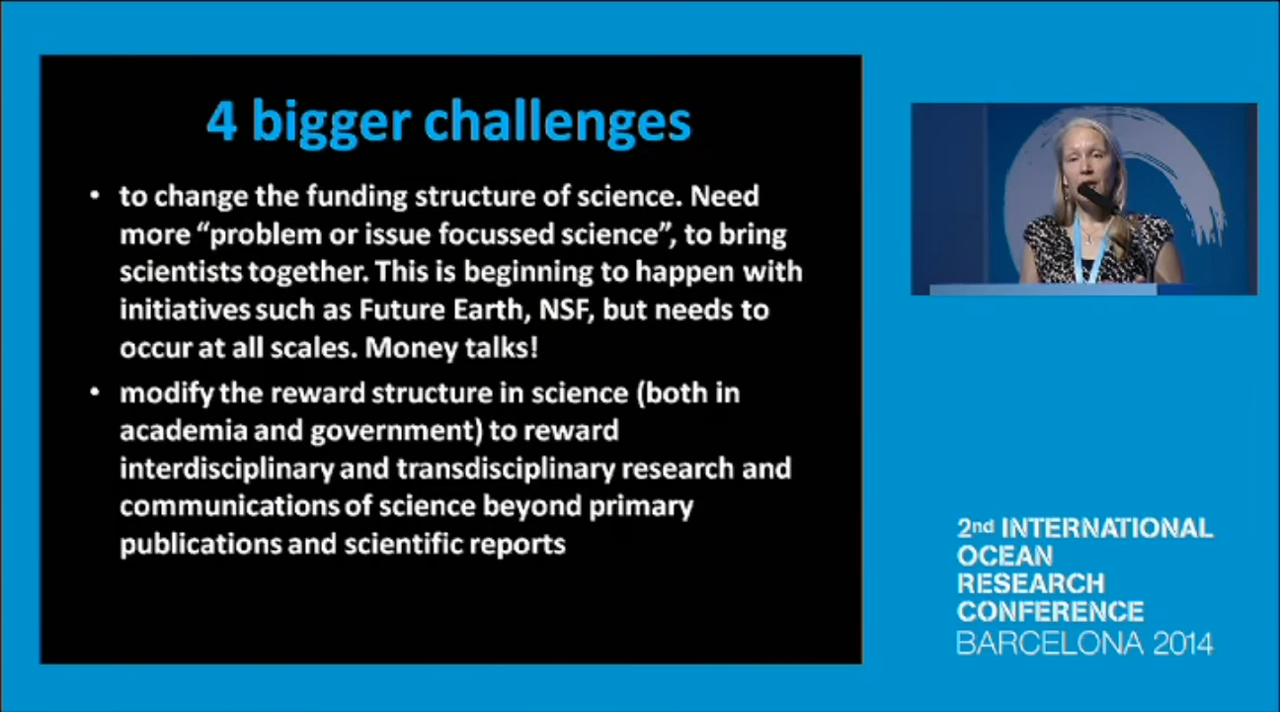 4 bigger challenges
• to change the funding structure of science. Need
more “problem or issue focussed science”, to bring
scientists together. This is beginning to happen with
initiatives such as Future Earth, NSF, but needs to
occur at all scales. Money talks!
• modify the reward structure in science (both in
academia and government) to reward
interdisciplinary and transdisciplinary research and
communications of science beyond primary
publications and scientific reports
2nd INTERNATIONAL
OCEAN
RESEARCH
CONFERENCE
BARCELONA 2014